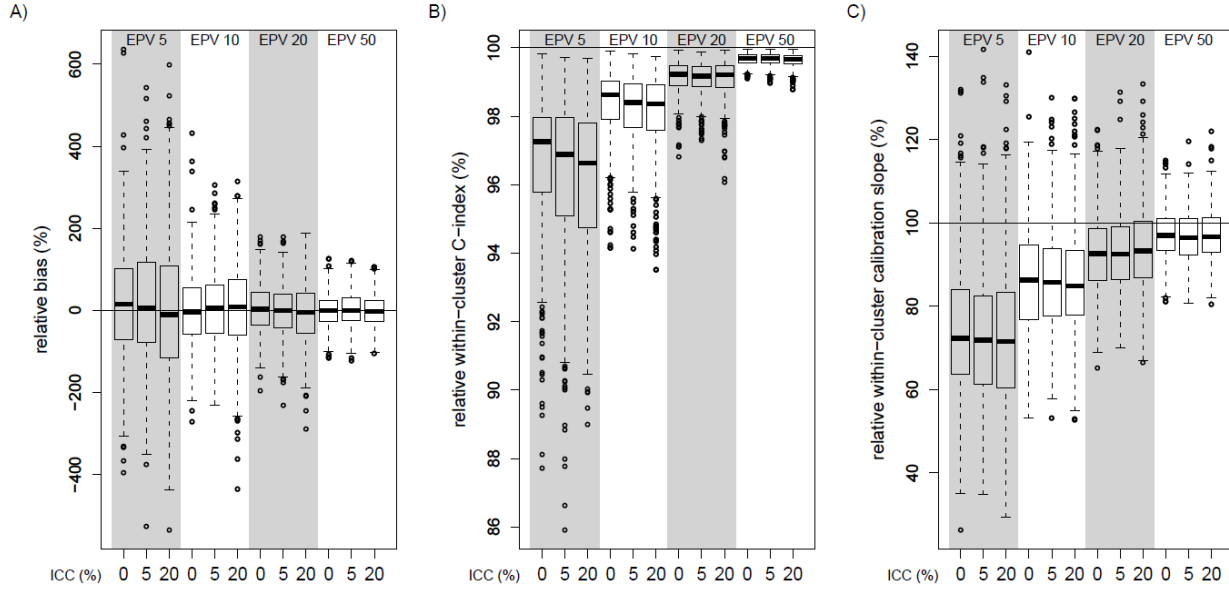 A)
EPV 5 EPV 10 EPV 20 EPV 50
relative bias (%)
600
400
200
0
−200
−400
ICC (%) 0 5 20 0 5 20 0 5 20 0 5 20
B)
EPV 5 EPV 10 EPV 20 EPV 50
relative within−cluster C−index (%)
100
98
96
94
92
90
88
86
ICC (%) 0 5 20 0 5 20 0 5 20 0 5 20
C)
EPV 5 EPV 10 EPV 20 EPV 50
relative within−cluster calibration slope (%)
140
120
100
80
60
40
ICC (%) 0 5 20 0 5 20 0 5 20 0 5 20